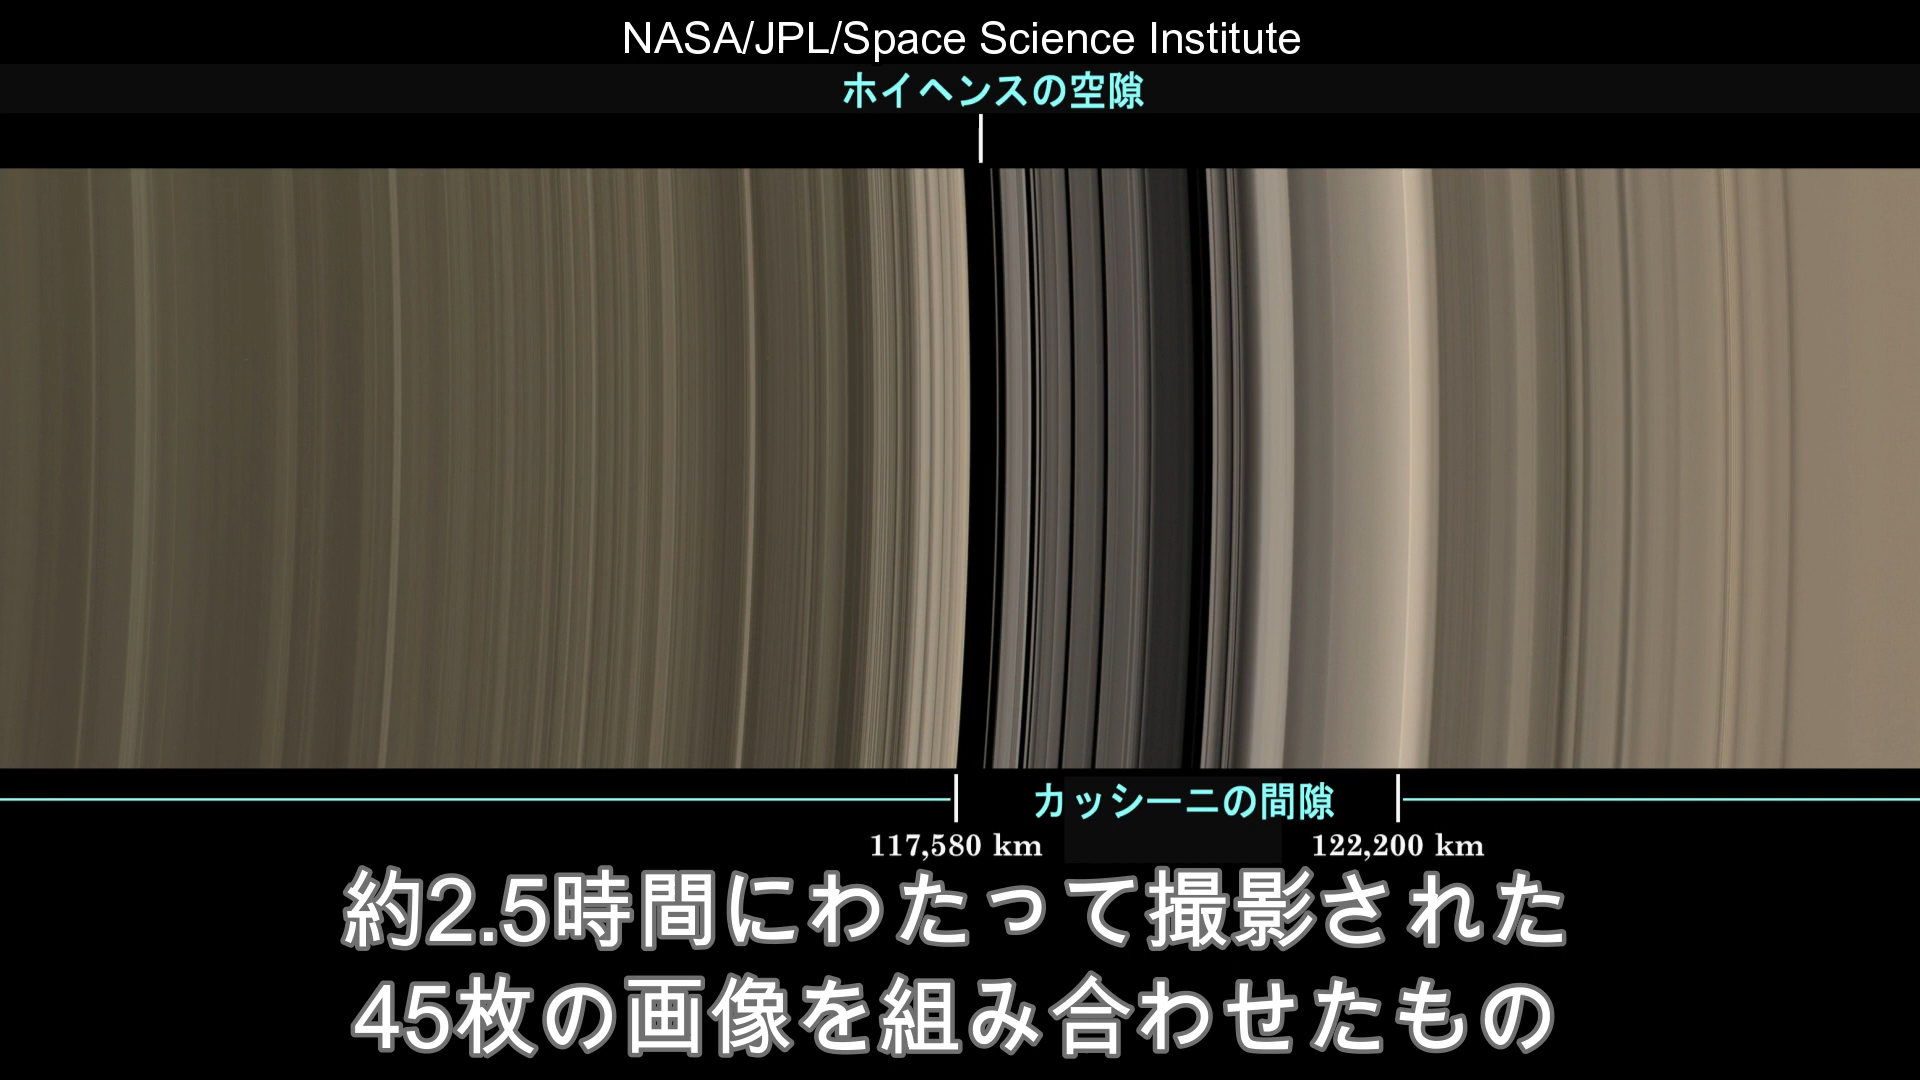 NASA/JPL/Space Science Institute
ホイヘンスの空隙
カッシーニの間隙
117,580 km
122,200 km
約2.5時間にわたって撮影された
45枚の画像を組み合わせたもの